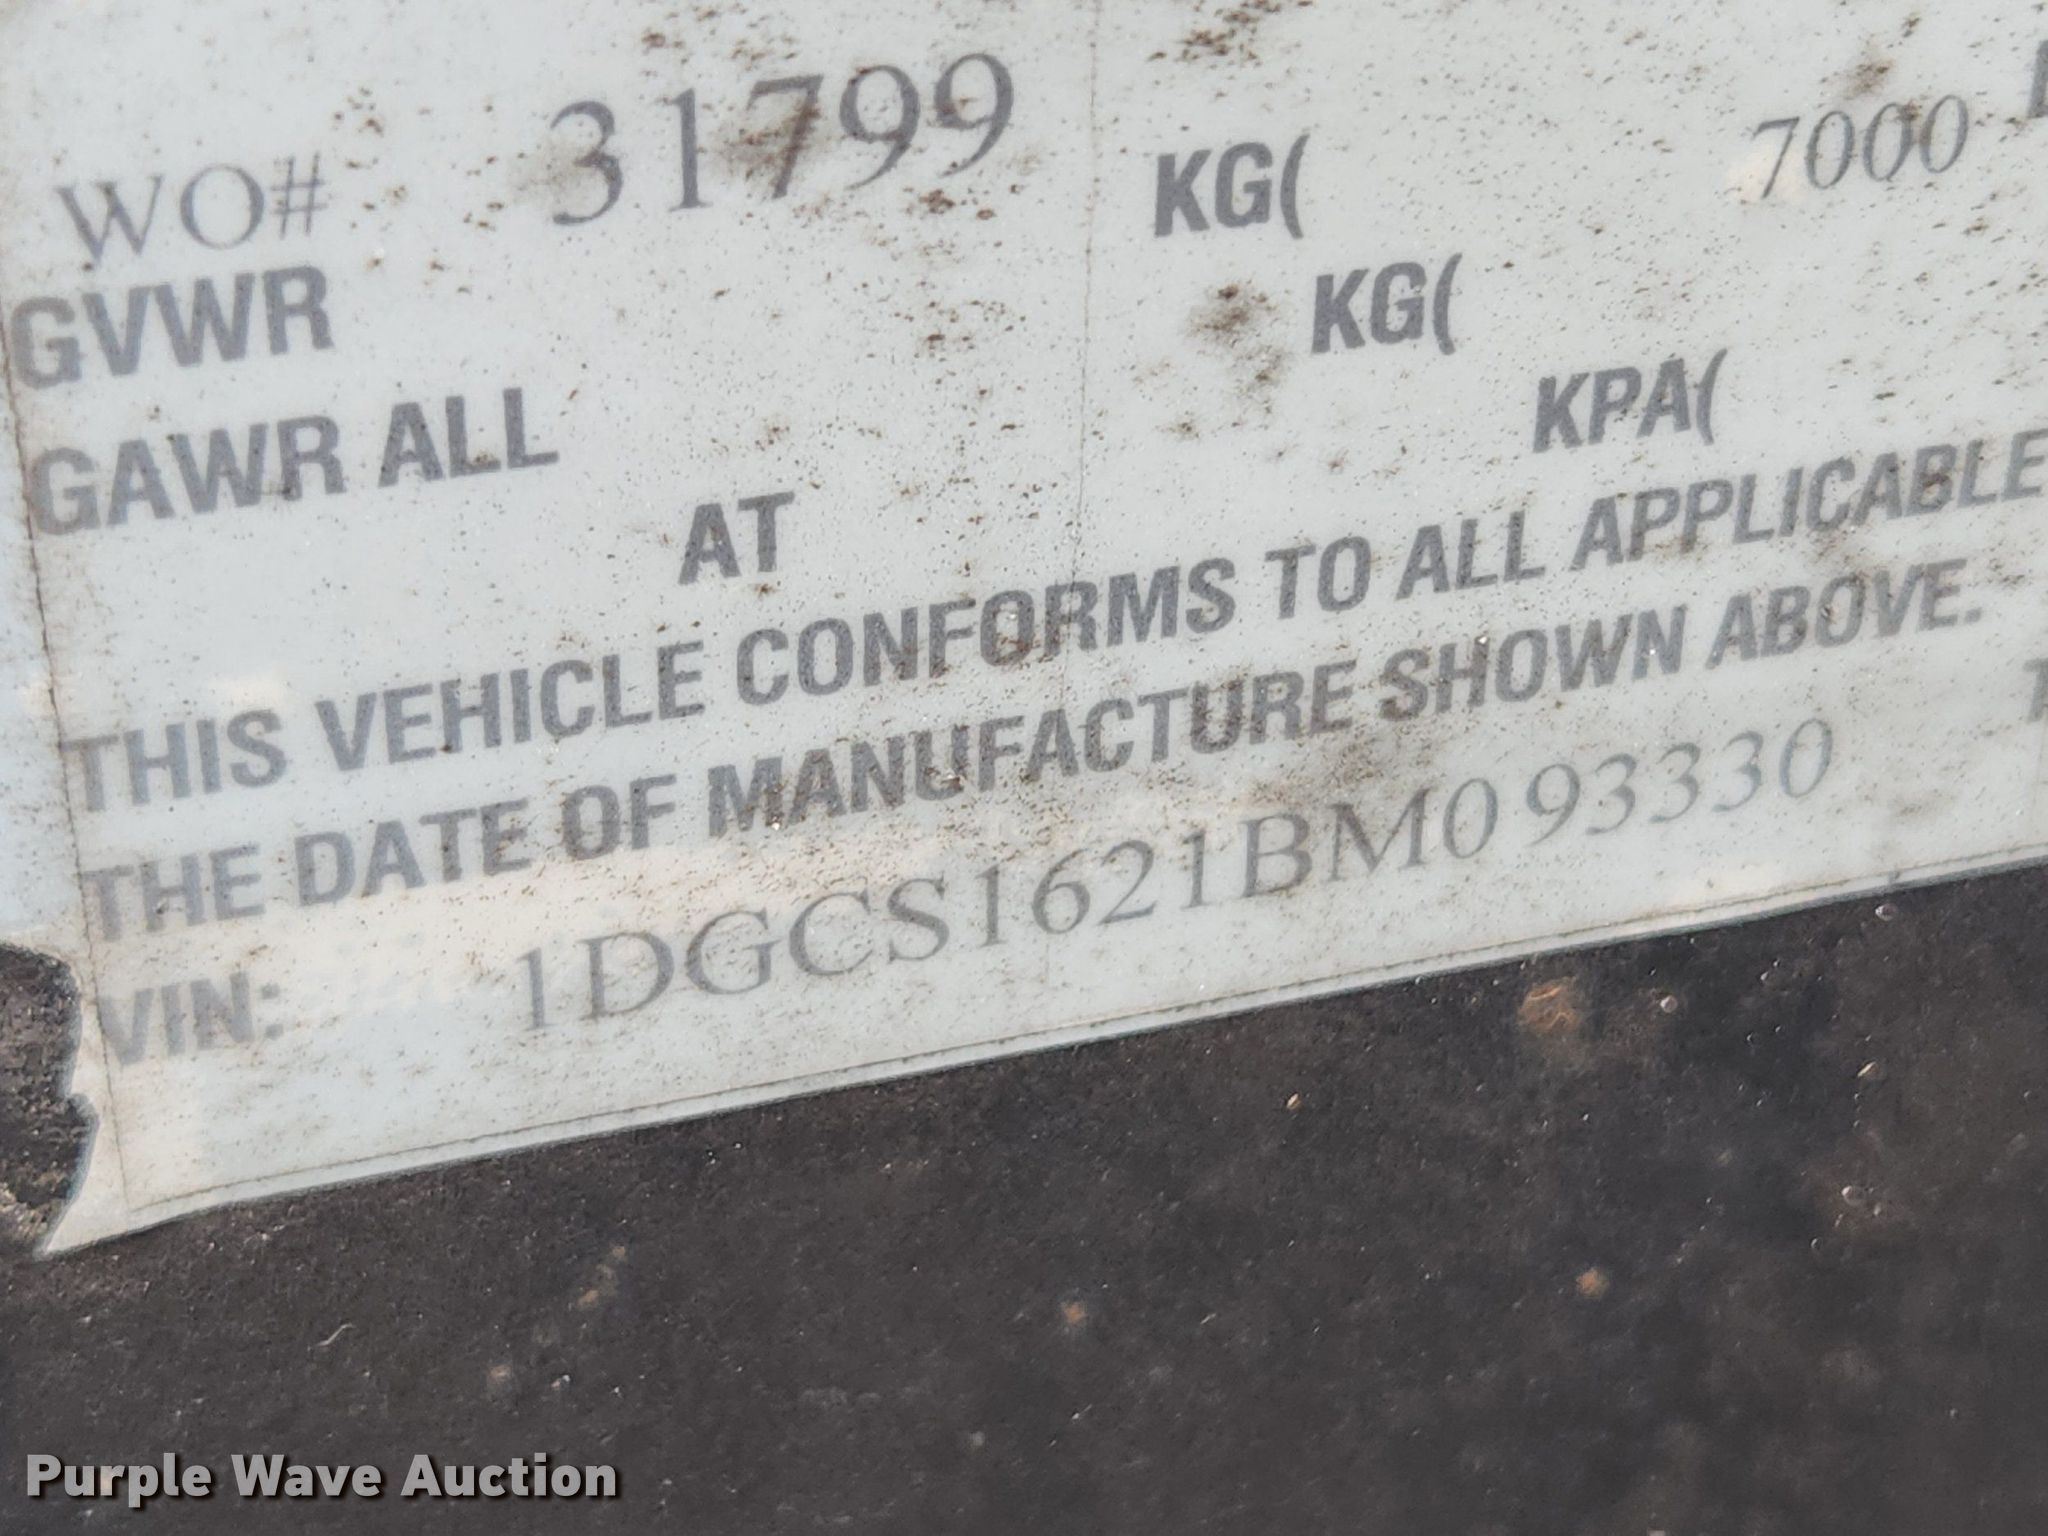 WO# 31799
GVWR KG( 7000
GAWR ALL KG(
AT KPA(
THIS VEHICLE CONFORMS TO ALL APPLICABLE
THE DATE OF MANUFACTURE SHOWN ABOVE.
VIN: 1DGCS1621BM093330
Purple Wave Auction